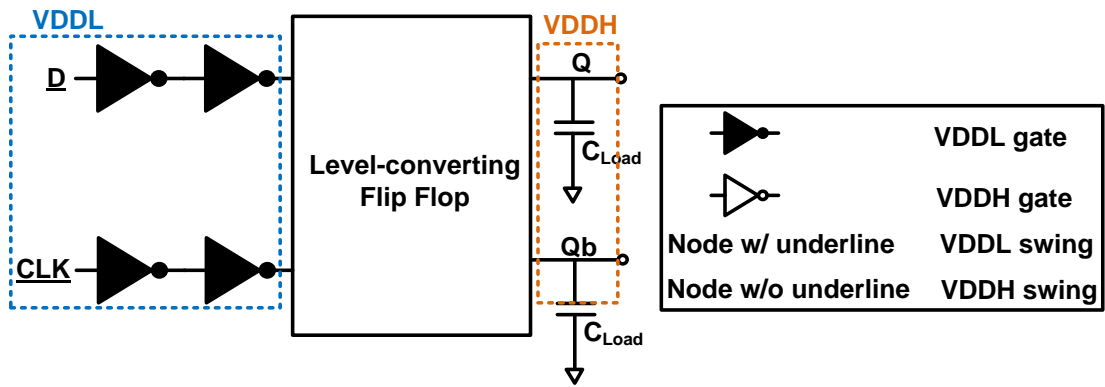 VDDL
VDDH
D
Q
CLoad
Level-converting
Flip Flop
CLK
Qb
CLoad
VDDL gate
VDDH gate
Node w/ underline VDDL swing
Node w/o underline VDDH swing